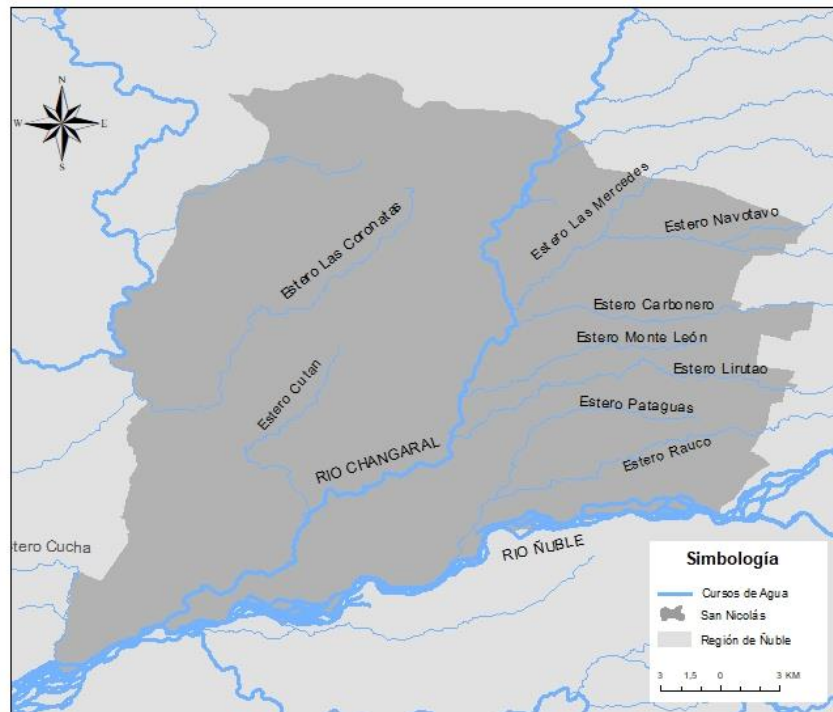 N
W E
S
Estero Las Mercedes
Estero Navotavo
Estero Las Coronatas
Estero Carbonero
Estero Monte León
Estero Lirutao
Estero Cutan
Estero Pataguas
RIO CHANGARAL
Estero Rauco
RIO ÑUBLE
stero Cucha
Simbología
Cursos de Agua
San Nicolás
Región de Ñuble
3 1,5 0 3 KM